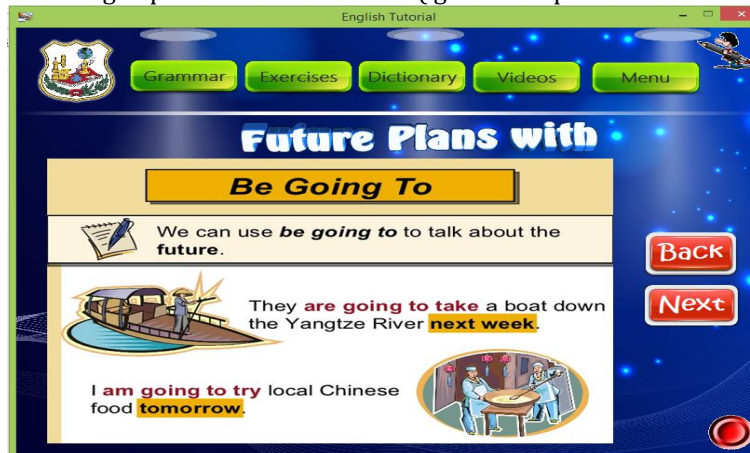 English Tutorial
Grammar Exercises Dictionary Videos Menu
Future Plans with
Be Going To
We can use be going to to talk about the
future.
Back
Next
They are going to take a boat down
the Yangtze River next week.
I am going to try local Chinese
food tomorrow.